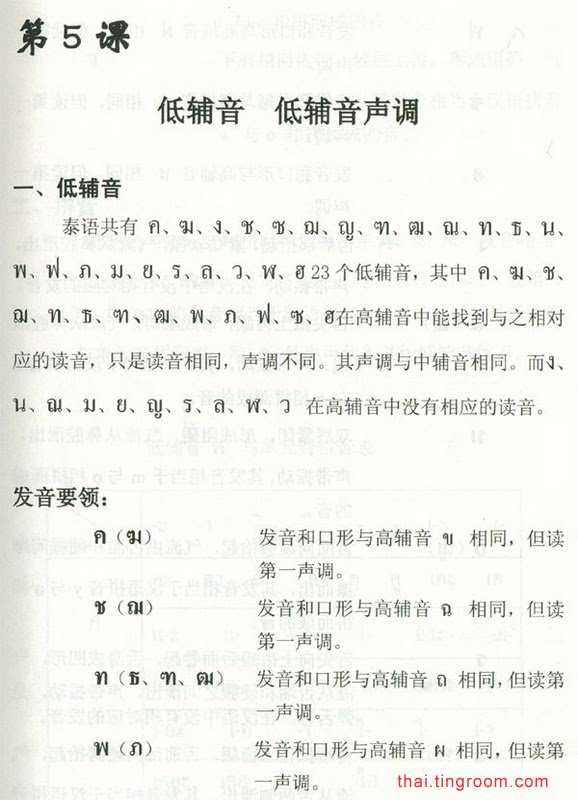 第 5 课
低辅音 低辅音声调
一、低辅音
泰语共有 ค、ฆ、ง、ช、ซ、ฌ、ญ、ฑ、ฒ、ณ、ท、ธ、น、
พ、ฟ、ภ、ม、ย、ร、ล、ว、ฬ、ฮ 23 个低辅音，其中 ค、ฆ、ช、
ฌ、ท、ธ、ฑ、ฒ、พ、ภ、ฟ、ซ、ฮ在高辅音中能找到与之相对
应的读音，只是读音相同，声调不同。其声调与中辅音相同。而ง、
น、ณ、ม、ย、ญ、ร、ล、ฬ、ว 在高辅音中没有相应的读音。
发音要领：
ค（ฆ） 发音和口形与高辅音 ข 相同，但读
第一声调。
ช（ฌ） 发音和口形与高辅音 ฉ 相同，但读
第一声调。
ท（ธ、ฑ、ฒ） 发音和口形与高辅音 ถ 相同，但读第
一声调。
พ（ภ） 发音和口形与高辅音 ผ 相同，但读第
一声调。
thai.tingroom.com